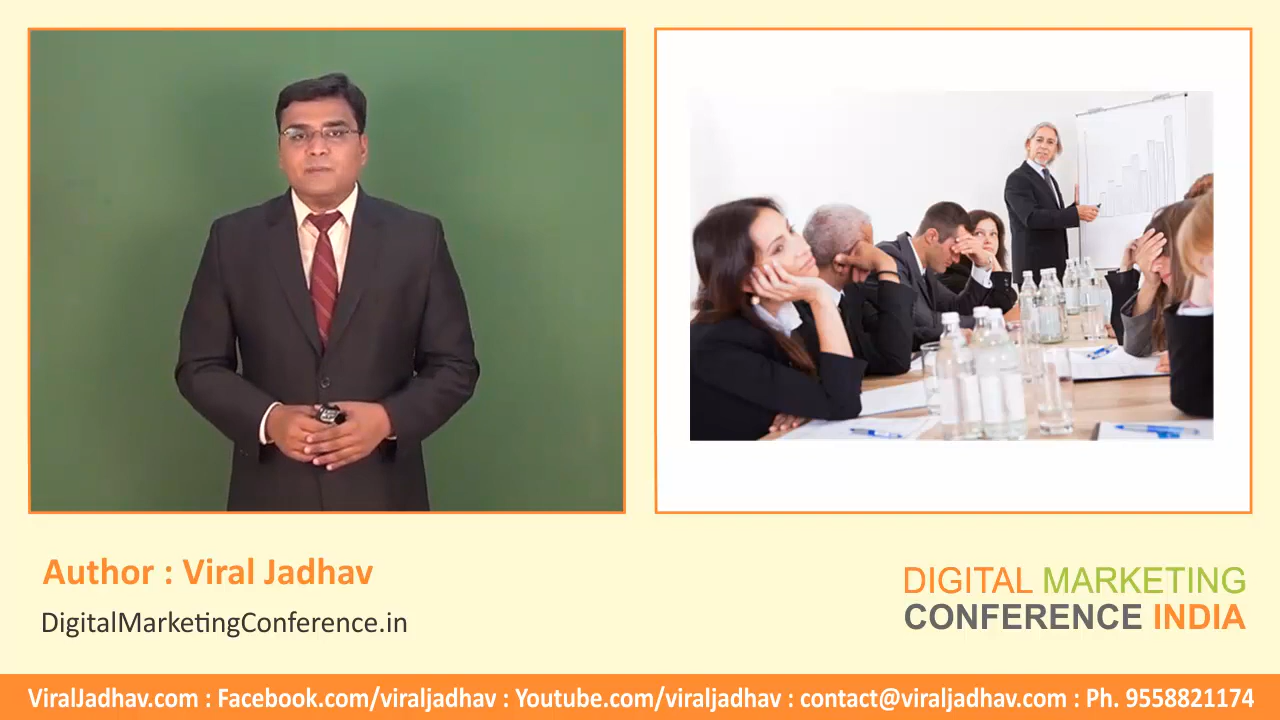 Author : Viral Jadhav
DigitalMarketingConference.in
DIGITAL MARKETING
CONFERENCE INDIA
ViralJadhav.com : Facebook.com/viraljadhav : Youtube.com/viraljadhav : contact@viraljadhav.com : Ph. 9558821174